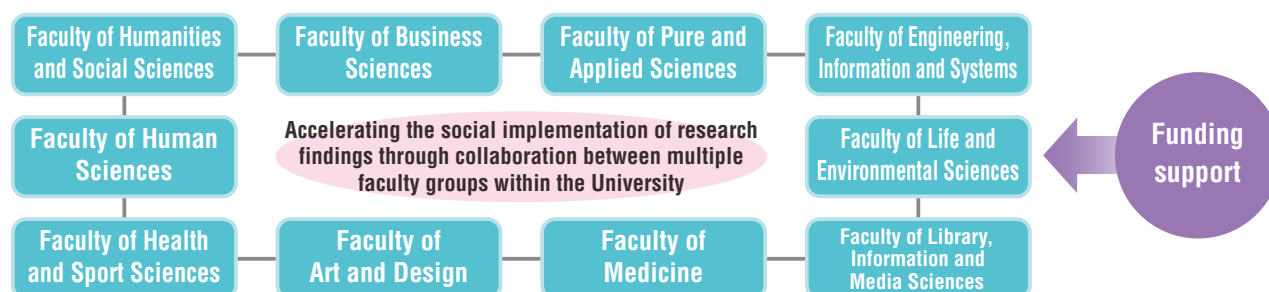 Faculty of Humanities
and Social Sciences
Faculty of Business
Sciences
Faculty of Pure and
Applied Sciences
Faculty of Engineering,
Information and Systems
Faculty of Human
Sciences
Accelerating the social implementation of research
findings through collaboration between multiple
faculty groups within the University
Faculty of Life and
Environmental Sciences
Funding
support
Faculty of Health
and Sport Sciences
Faculty of
Art and Design
Faculty of
Medicine
Faculty of Library,
Information and
Media Sciences